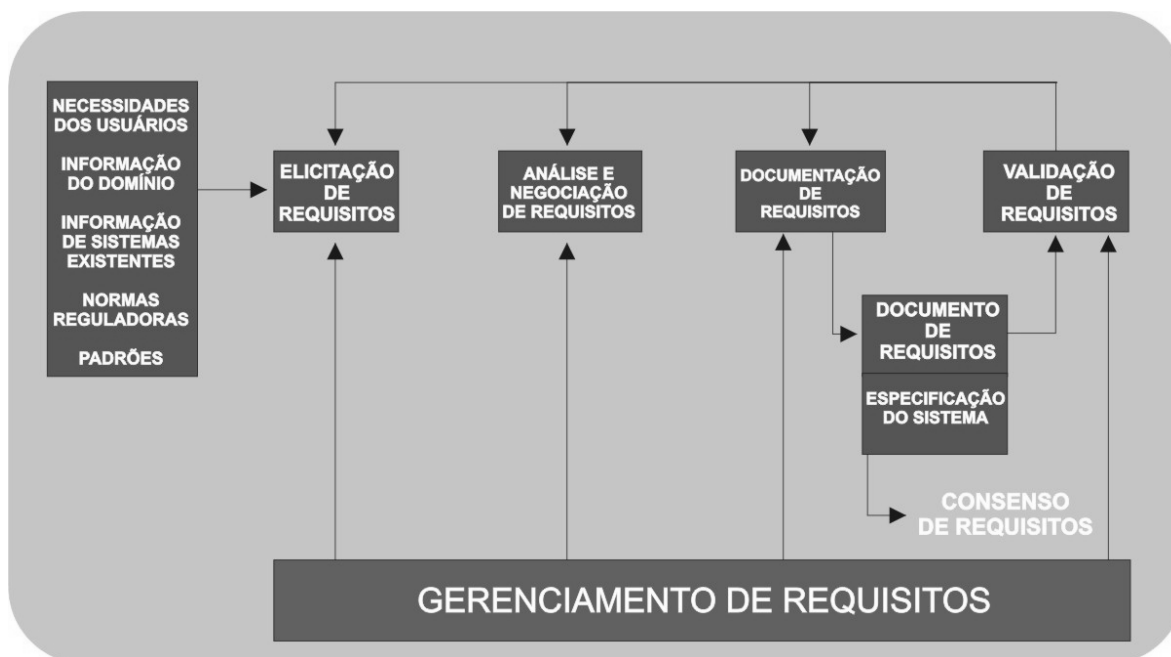 NECESSIDADES
DOS USUÁRIOS
INFORMAÇÃO
DO DOMÍNIO
INFORMAÇÃO
DE SISTEMAS
EXISTENTES
NORMAS
REGULADORAS
PADRÕES
ELICITAÇÃO
DE
REQUISITOS
ANÁLISE E
NEGOCIAÇÃO
DE REQUISITOS
DOCUMENTAÇÃO
DE
REQUISITOS
VALIDAÇÃO
DE
REQUISITOS
DOCUMENTO
DE
REQUISITOS
ESPECIFICAÇÃO
DO SISTEMA
CONSENSO
DE REQUISITOS
GERENCIAMENTO DE REQUISITOS